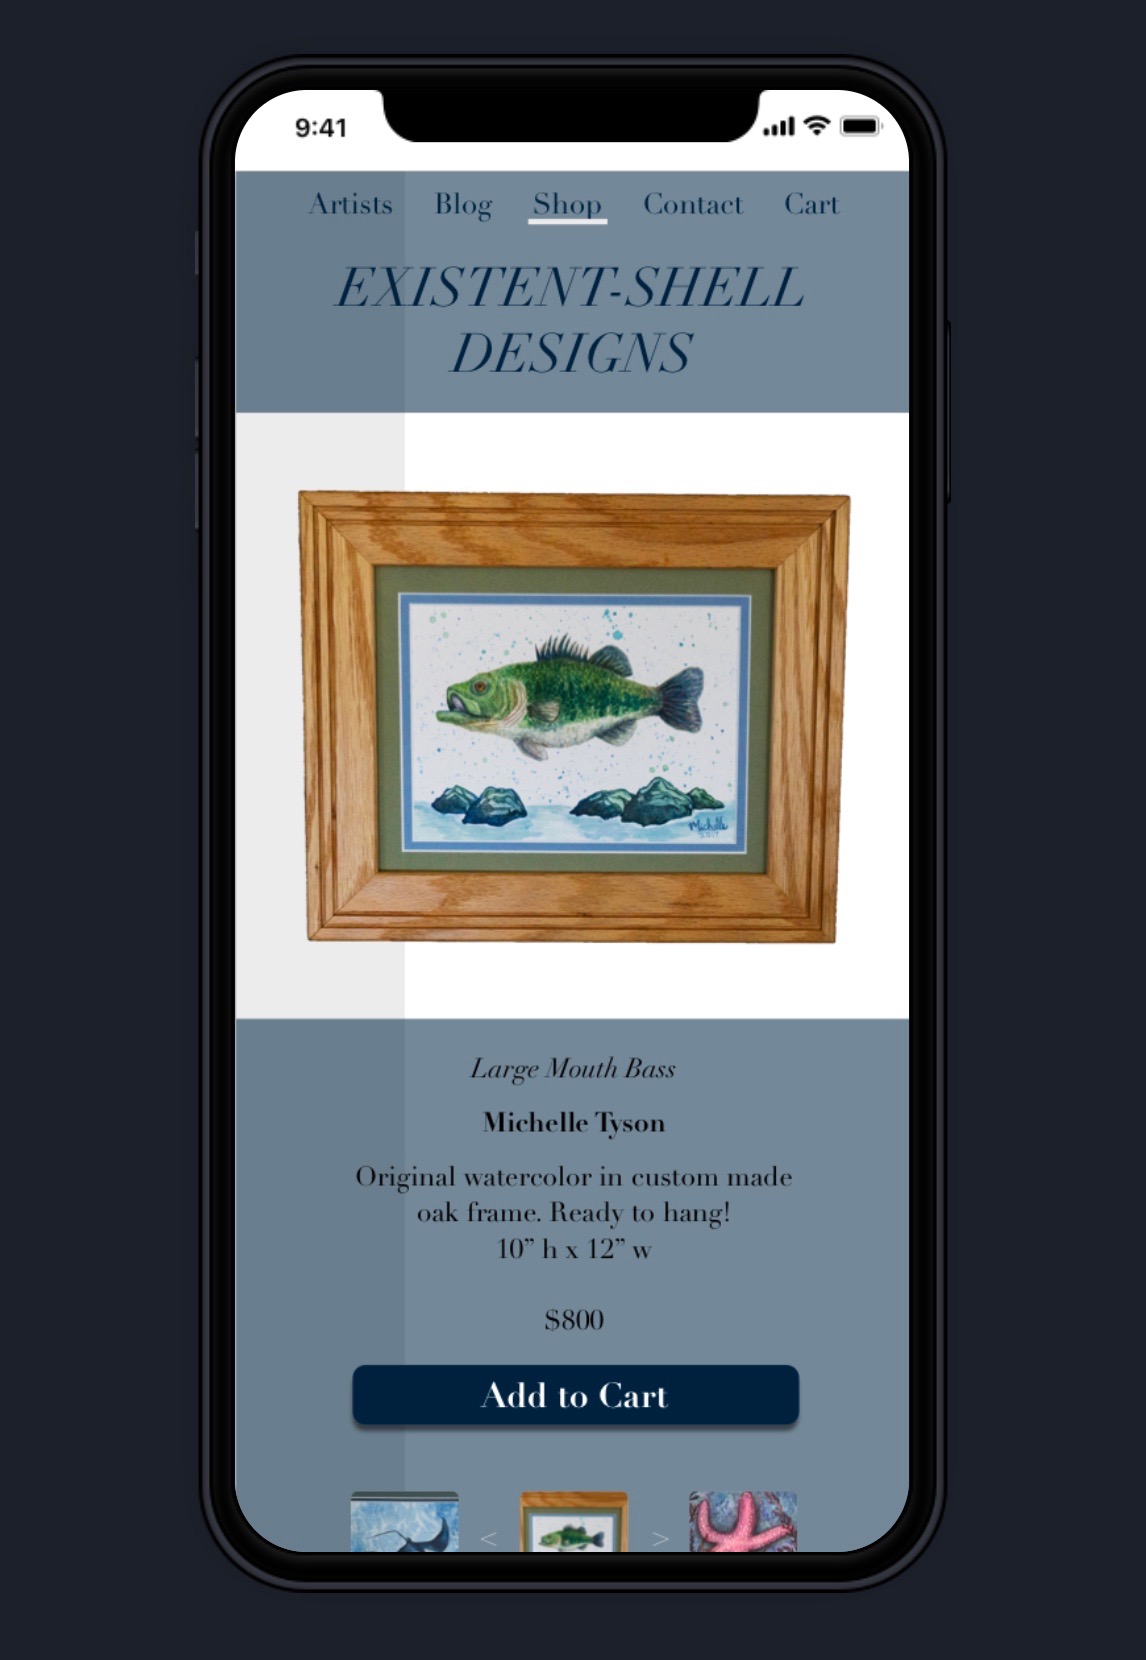 9:41
Artists Blog Shop Contact Cart
EXISTENT-SHELL
DESIGNS
Michelle
2017
Large Mouth Bass
Michelle Tyson
Original watercolor in custom made
oak frame. Ready to hang!
10” h x 12” w
$800
Add to Cart
< >